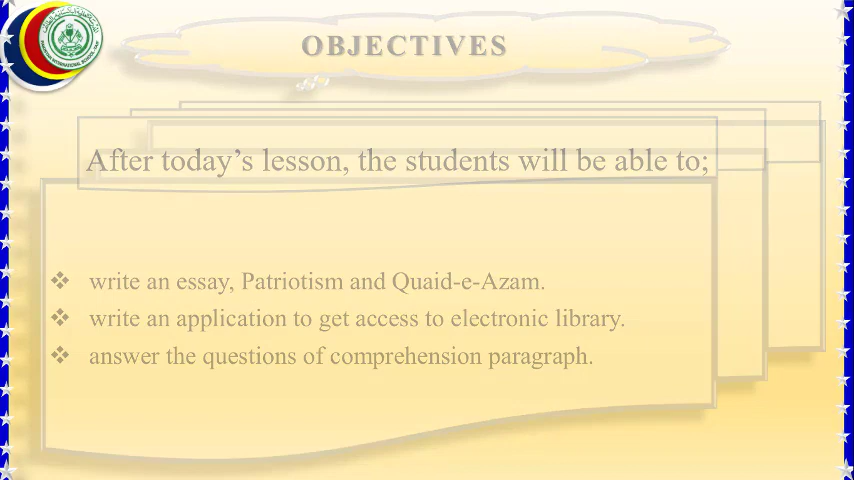 OBJECTIVES
After today's lesson, the students will be able to;
❖ write an essay, Patriotism and Quaid-e-Azam.
❖ write an application to get access to electronic library.
❖ answer the questions of comprehension paragraph.